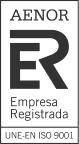 AENOR
ER
Empresa
Registrada
UNE-EN ISO 9001